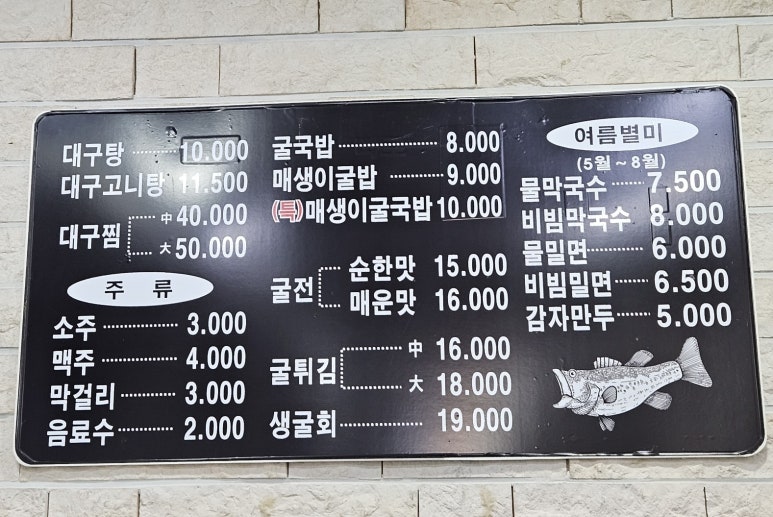 대구탕 10.000
대구고니탕 11.500
대구찜 中 40.000
大 50.000
주 류
소주 3.000
맥주 4.000
막걸리 3.000
음료수 2.000
굴국밥 8.000
매생이굴밥 9.000
(특)매생이굴국밥 10.000
굴전 순한맛 15.000
매운맛 16.000
굴튀김 中 16.000
大 18.000
생굴회 19.000
여름별미
(5월~8월)
물막국수 7.500
비빔막국수 8.000
물밀면 6.000
비빔밀면 6.500
감자만두 5.000